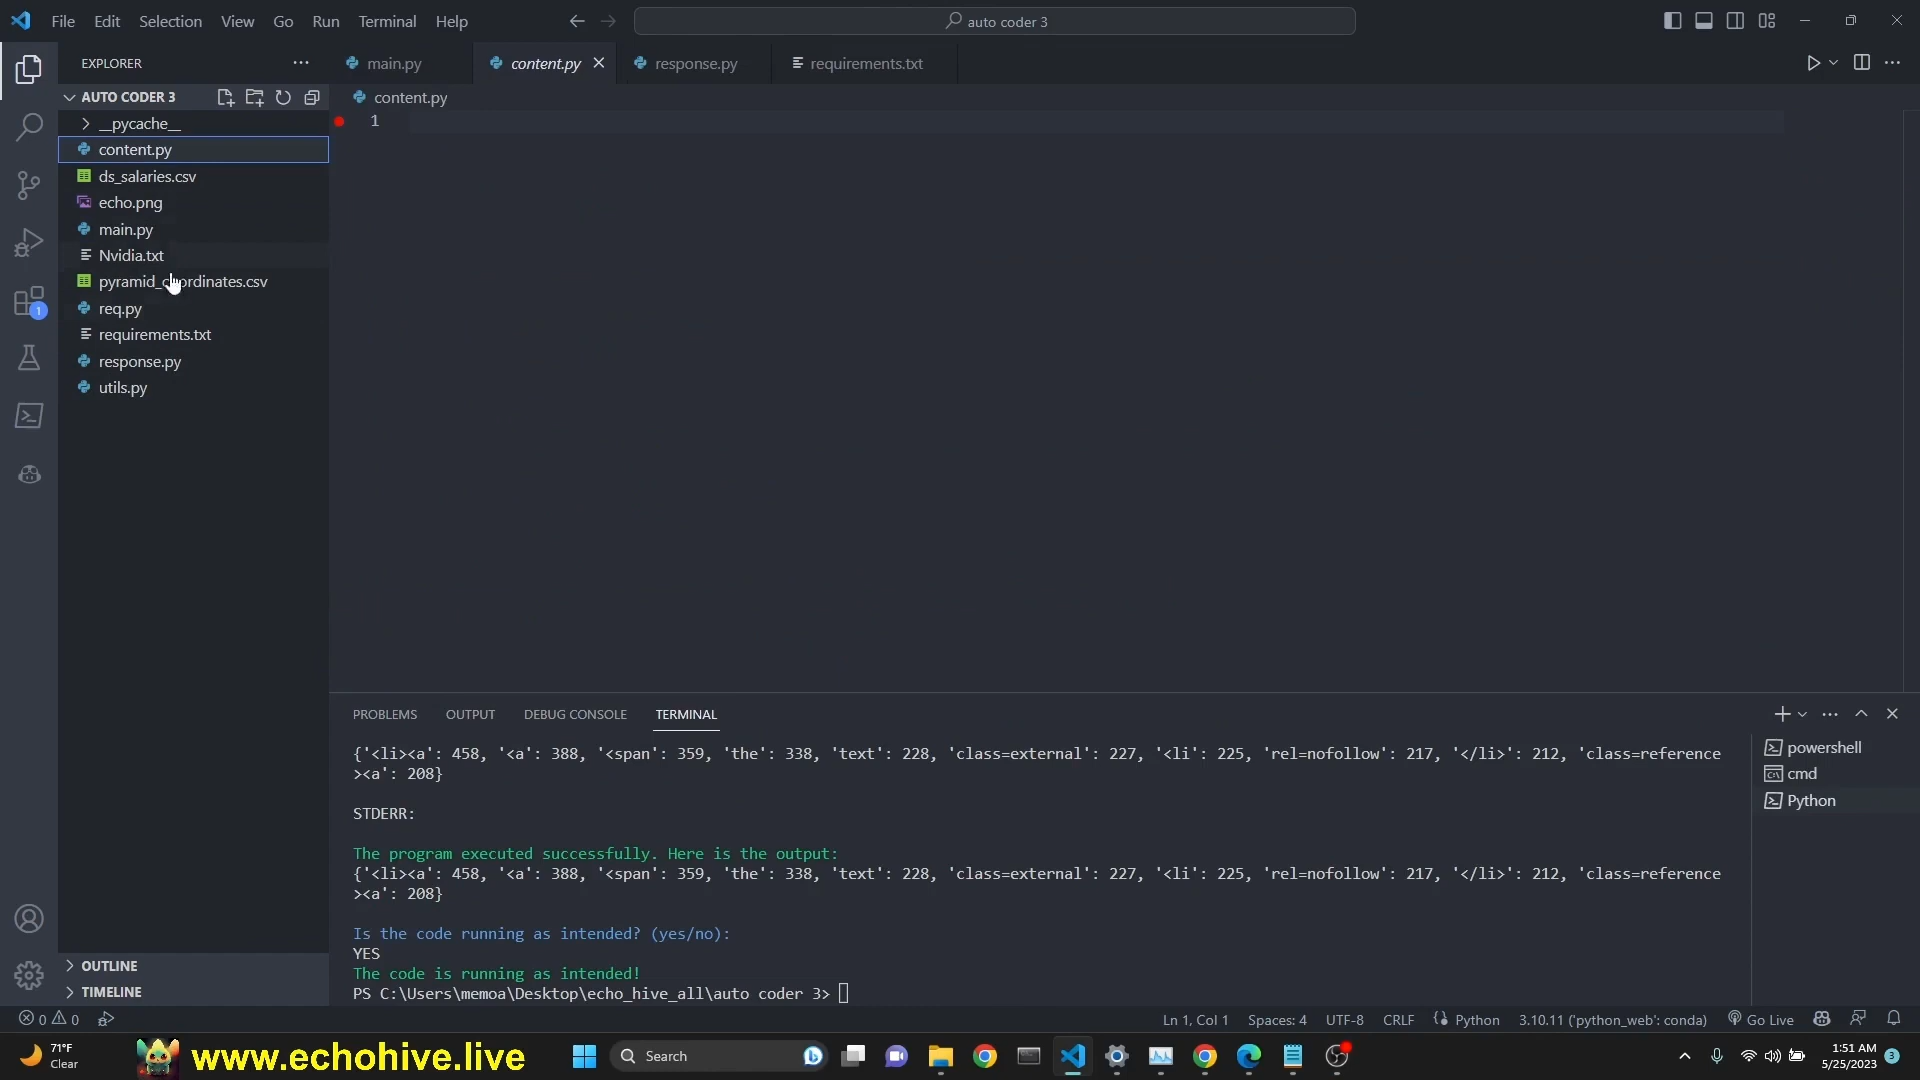 File Edit Selection View Go Run Terminal Help
auto coder 3
EXPLORER
main.py
content.py
response.py
requirements.txt
AUTO CODER 3
content.py
__pycache__
1
content.py
ds_salaries.csv
echo.png
main.py
Nvidia.txt
pyramid_coordinates.csv
req.py
requirements.txt
response.py
utils.py
1
PROBLEMS OUTPUT DEBUG CONSOLE TERMINAL
{'<li><a': 458, '<a': 388, '<span': 359, 'the': 338, 'text': 228, 'class=external': 227, '<li': 225, 'rel=nofollow': 217, '</li>': 212, 'class=reference
><a': 208}
STDERR:
The program executed successfully. Here is the output:
{'<li><a': 458, '<a': 388, '<span': 359, 'the': 338, 'text': 228, 'class=external': 227, '<li': 225, 'rel=nofollow': 217, '</li>': 212, 'class=reference
><a': 208}
Is the code running as intended? (yes/no):
YES
The code is running as intended!
PS C:\Users\memoa\Desktop\echo_hive_all\auto coder 3>
powershell
cmd
Python
OUTLINE
TIMELINE
0 0
Ln 1, Col 1 Spaces: 4 UTF-8 CRLF Python 3.10.11 ('python_web': conda) Go Live
71°F
Clear
www.echohive.live
Search
1:51 AM
5/25/2023
3